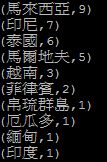 (馬來西亞,9)
(印尼,7)
(泰國,6)
(馬爾地夫,5)
(越南,3)
(菲律賓,2)
(帛琉群島,1)
(厄瓜多,1)
(緬甸,1)
(印度,1)